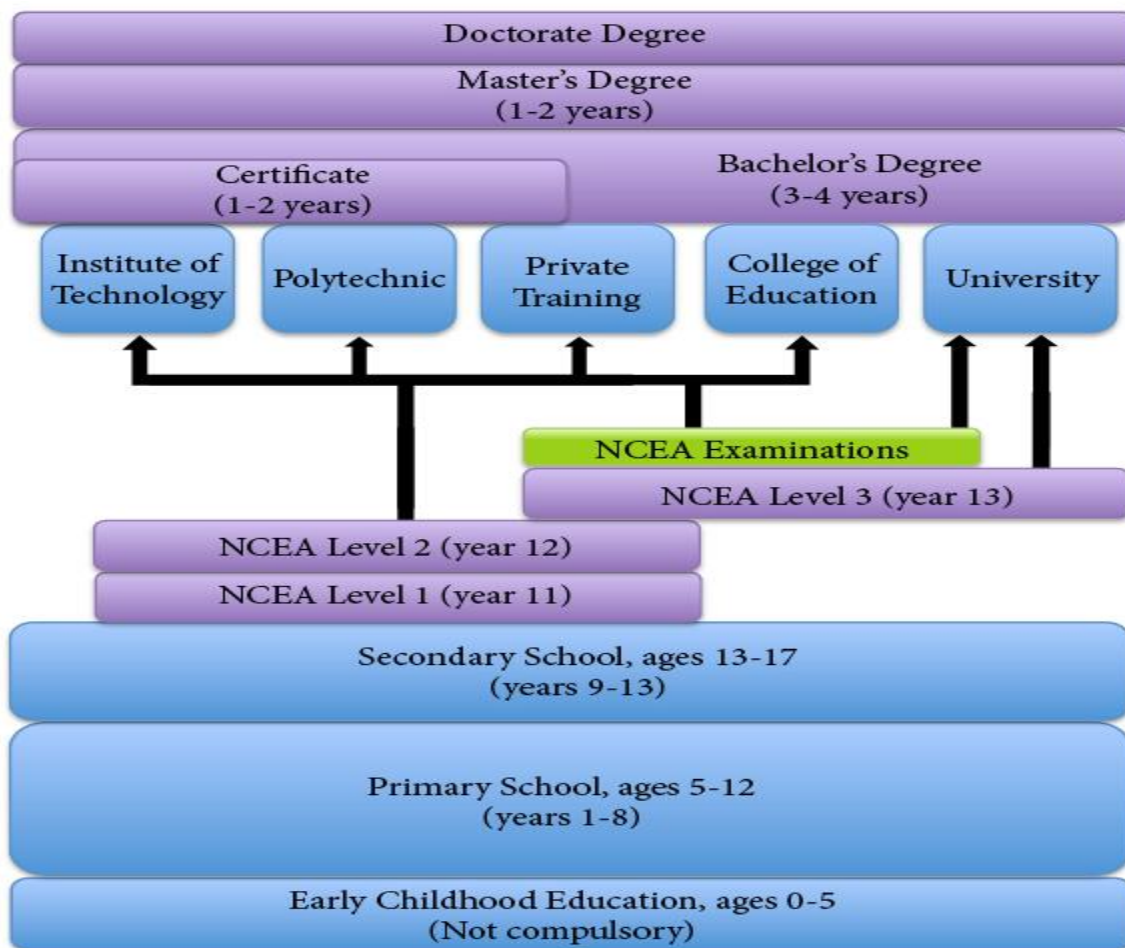 Doctorate Degree
Master's Degree
(1-2 years)
Certificate
(1-2 years)
Bachelor's Degree
(3-4 years)
Institute of
Technology
Polytechnic
Private
Training
College of
Education
University
NCEA Examinations
NCEA Level 3 (year 13)
NCEA Level 2 (year 12)
NCEA Level 1 (year 11)
Secondary School, ages 13-17
(years 9-13)
Primary School, ages 5-12
(years 1-8)
Early Childhood Education, ages 0-5
(Not compulsory)